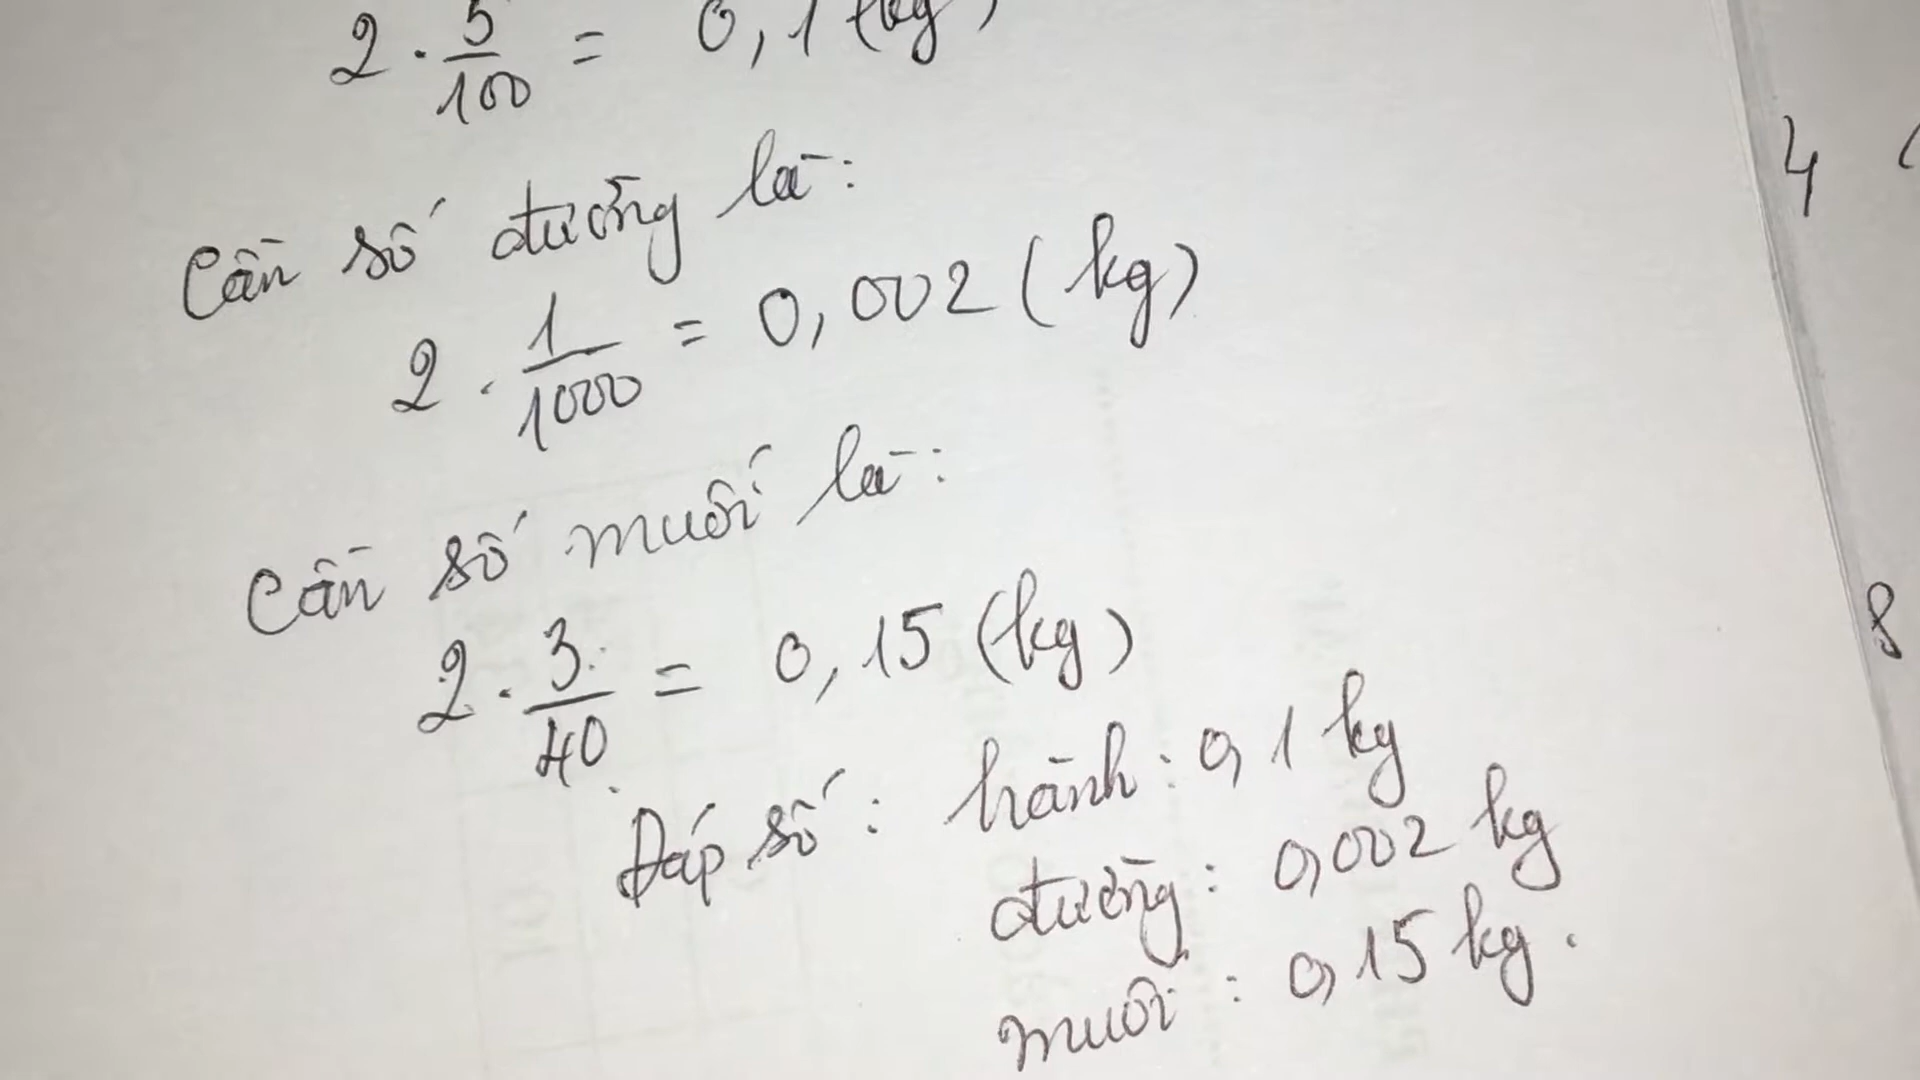 2 . 5/100 = 0,1 (kg)
Cần số đường là:
2 . 1/1000 = 0,002 (kg)
Cần số muối là:
2 . 3/40 = 0,15 (kg)
Đáp số: hành: 0,1 kg
đường: 0,002 kg
muối: 0,15 kg.
4
8